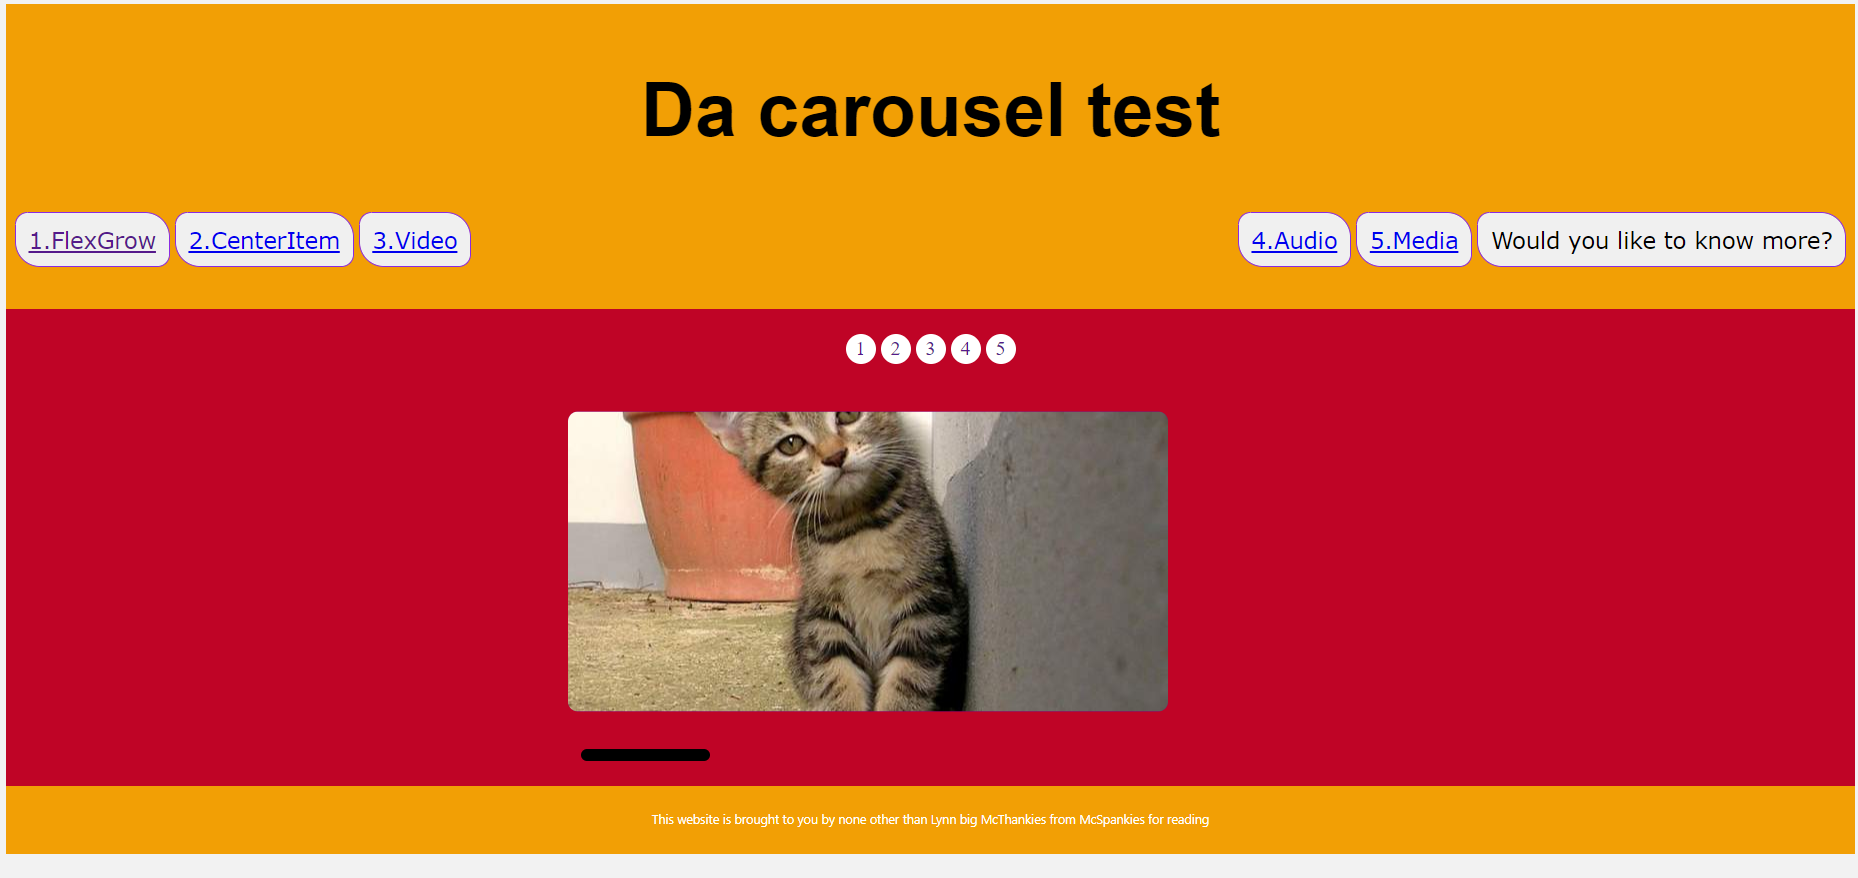 Da carousel test
1.FlexGrow 2.CenterItem 3.Video 4.Audio 5.Media Would you like to know more?
1 2 3 4 5
This website is brought to you by none other than Lynn big McThankies from McSpankies for reading